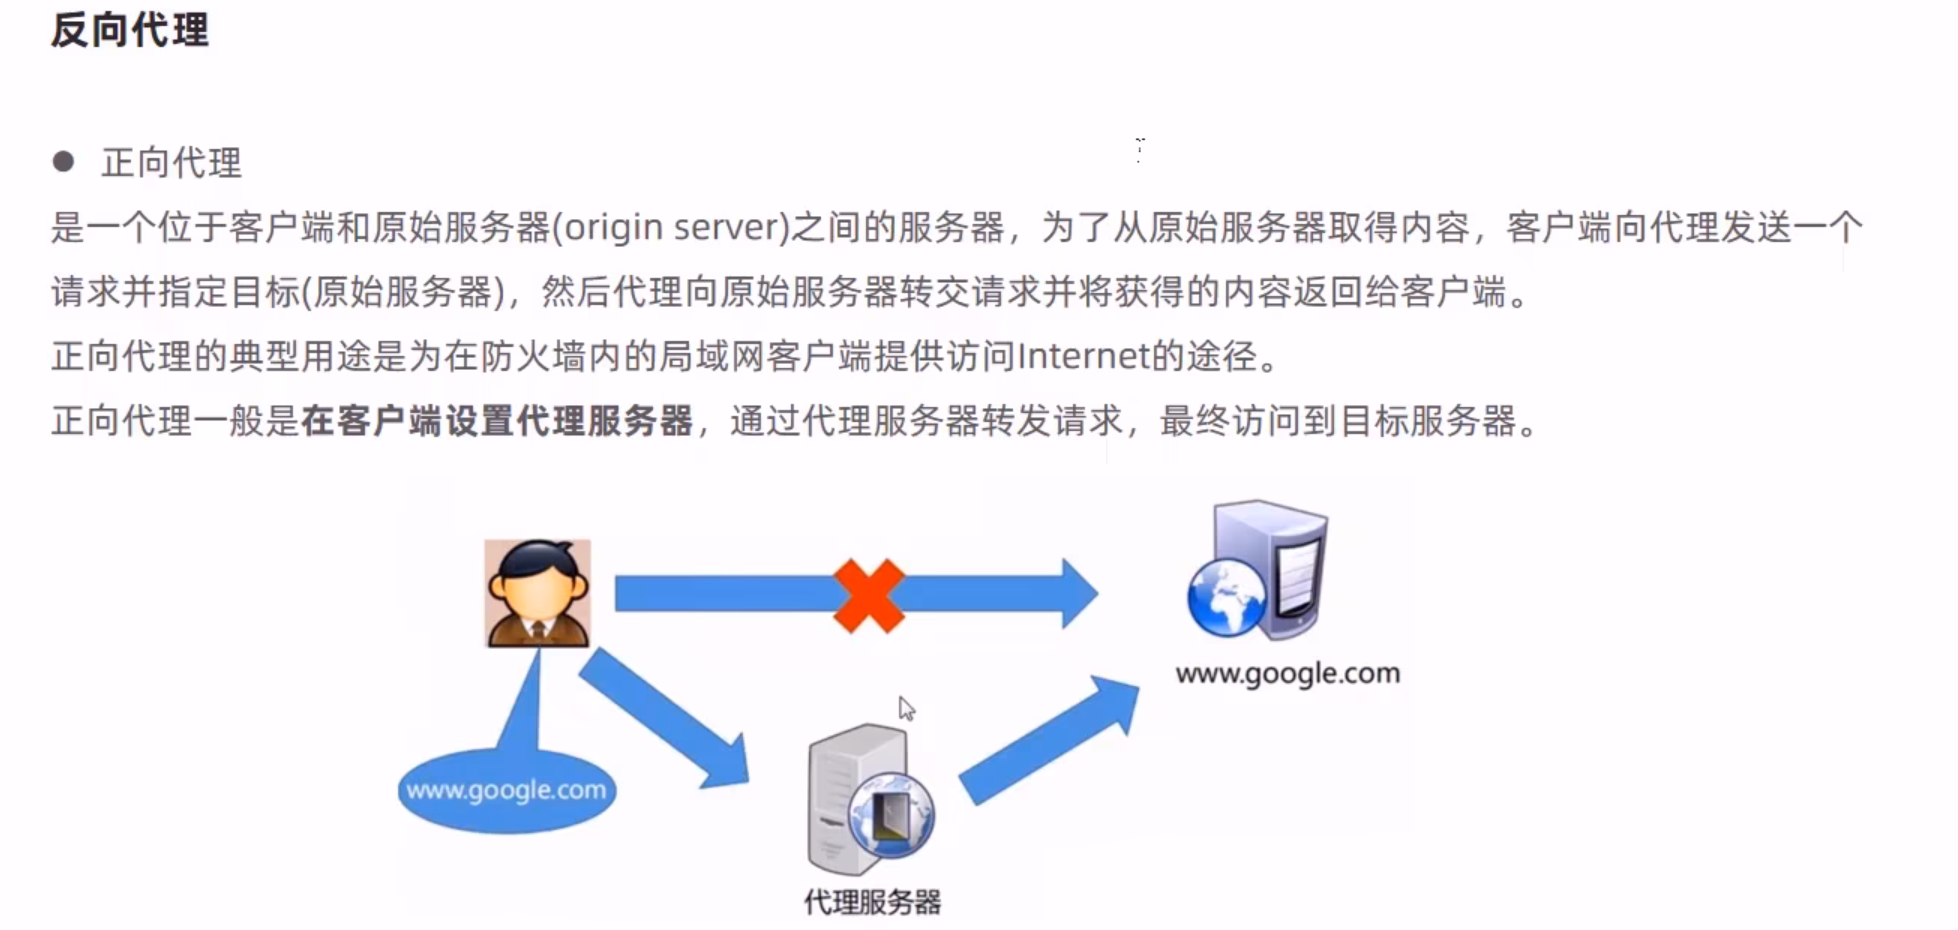 反向代理
● 正向代理
是一个位于客户端和原始服务器(origin server)之间的服务器，为了从原始服务器取得内容，客户端向代理发送一个
请求并指定目标(原始服务器)，然后代理向原始服务器转交请求并将获得的内容返回给客户端。
正向代理的典型用途是为在防火墙内的局域网客户端提供访问Internet的途径。
正向代理一般是在客户端设置代理服务器，通过代理服务器转发请求，最终访问到目标服务器。
www.google.com
www.google.com
代理服务器